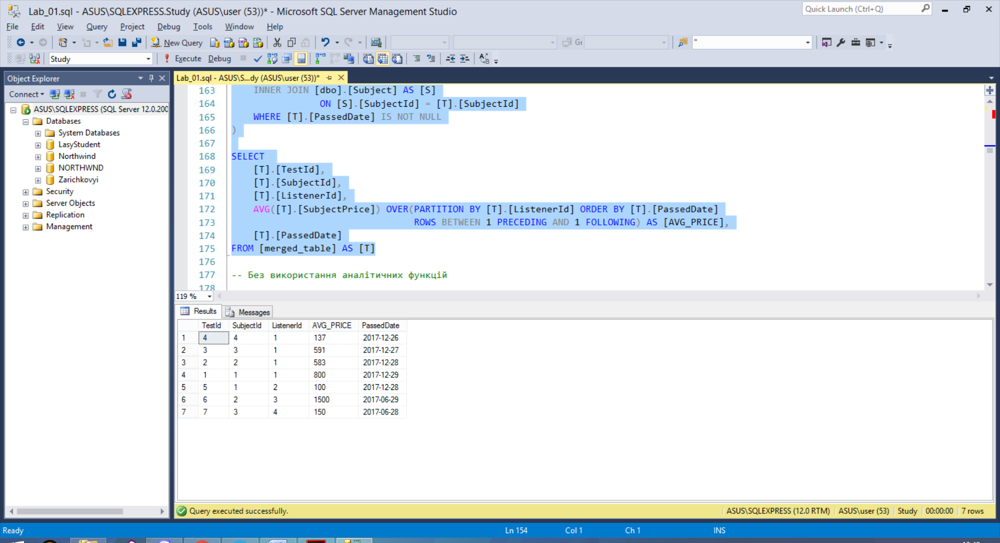 Lab_01.sql - ASUS\SQLEXPRESS.Study (ASUS\user (53))* - Microsoft SQL Server Management Studio
Quick Launch (Ctrl+Q)
File Edit View Query Project Debug Tools Window Help
New Query
"
Study
Execute Debug
Object Explorer
Lab_01.sql - ASUS\S...dy (ASUS\user (53))*
Connect
ASUS\SQLEXPRESS (SQL Server 12.0.200
Databases
System Databases
LasyStudent
Northwind
NORTHWND
Zarichkovyi
Security
Server Objects
Replication
Management
163 INNER JOIN [dbo].[Subject] AS [S]
164 ON [S].[SubjectId] = [T].[SubjectId]
165 WHERE [T].[PassedDate] IS NOT NULL
166 )
167
168 SELECT
169 [T].[TestId],
170 [T].[SubjectId],
171 [T].[ListenerId],
172 AVG([T].[SubjectPrice]) OVER(PARTITION BY [T].[ListenerId] ORDER BY [T].[PassedDate]
173 ROWS BETWEEN 1 PRECEDING AND 1 FOLLOWING) AS [AVG_PRICE],
174 [T].[PassedDate]
175 FROM [merged_table] AS [T]
176
177 -- Без використання аналітичних функцій
178
119 %
Results Messages
TestId SubjectId ListenerId AVG_PRICE PassedDate
1 4 4 1 137 2017-12-26
2 3 3 1 591 2017-12-27
3 2 2 1 583 2017-12-28
4 1 1 1 800 2017-12-29
5 5 1 2 100 2017-12-28
6 6 2 3 1500 2017-06-29
7 7 3 4 150 2017-06-28
Query executed successfully.
ASUS\SQLEXPRESS (12.0 RTM) ASUS\user (53) Study 00:00:00 7 rows
Ready
Ln 154 Col 1 Ch 1 INS